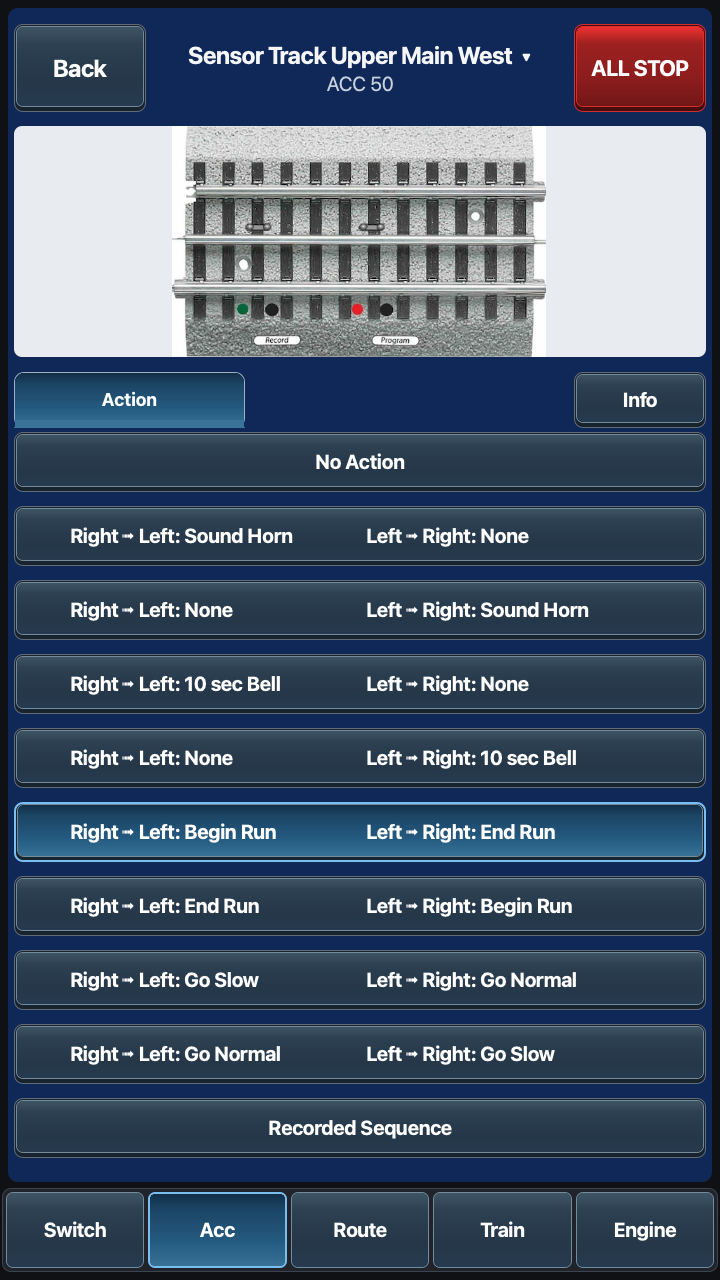 Back
Sensor Track Upper Main West ▼
ALL STOP
ACC 50
Record Program
Action
Info
No Action
Right ➟ Left: Sound Horn Left ➟ Right: None
Right ➟ Left: None Left ➟ Right: Sound Horn
Right ➟ Left: 10 sec Bell Left ➟ Right: None
Right ➟ Left: None Left ➟ Right: 10 sec Bell
Right ➟ Left: Begin Run Left ➟ Right: End Run
Right ➟ Left: End Run Left ➟ Right: Begin Run
Right ➟ Left: Go Slow Left ➟ Right: Go Normal
Right ➟ Left: Go Normal Left ➟ Right: Go Slow
Recorded Sequence
Switch Acc Route Train Engine